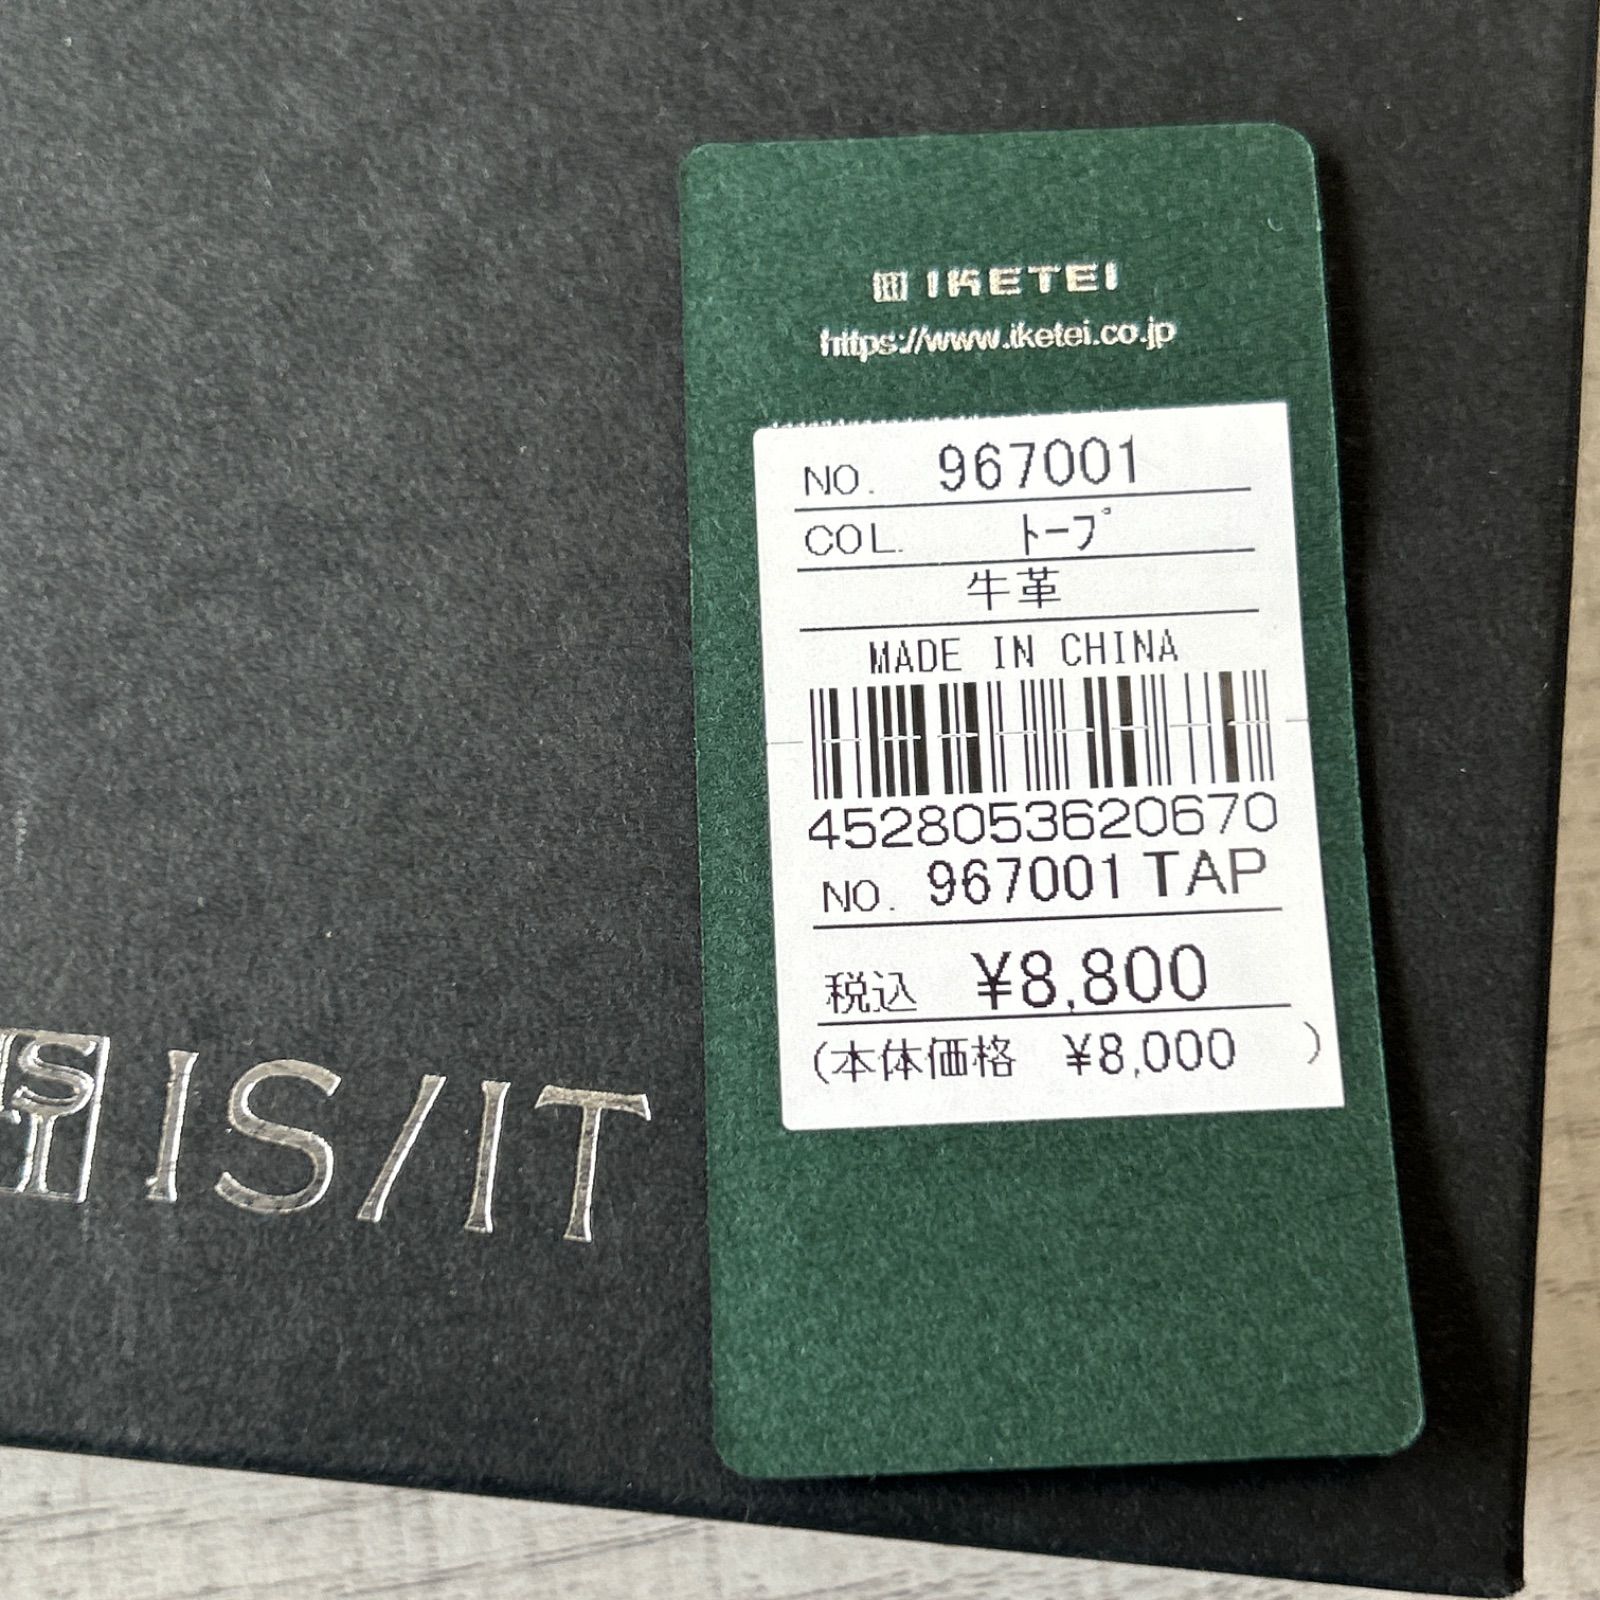 IKETEI
https://www.iketei.co.jp
NO. 967001
COL. ﾄｰﾌﾟ
牛革
MADE IN CHINA
4528053620670
NO. 967001 TAP
税込 ¥8,800
(本体価格 ¥8,000 )
IS/IT